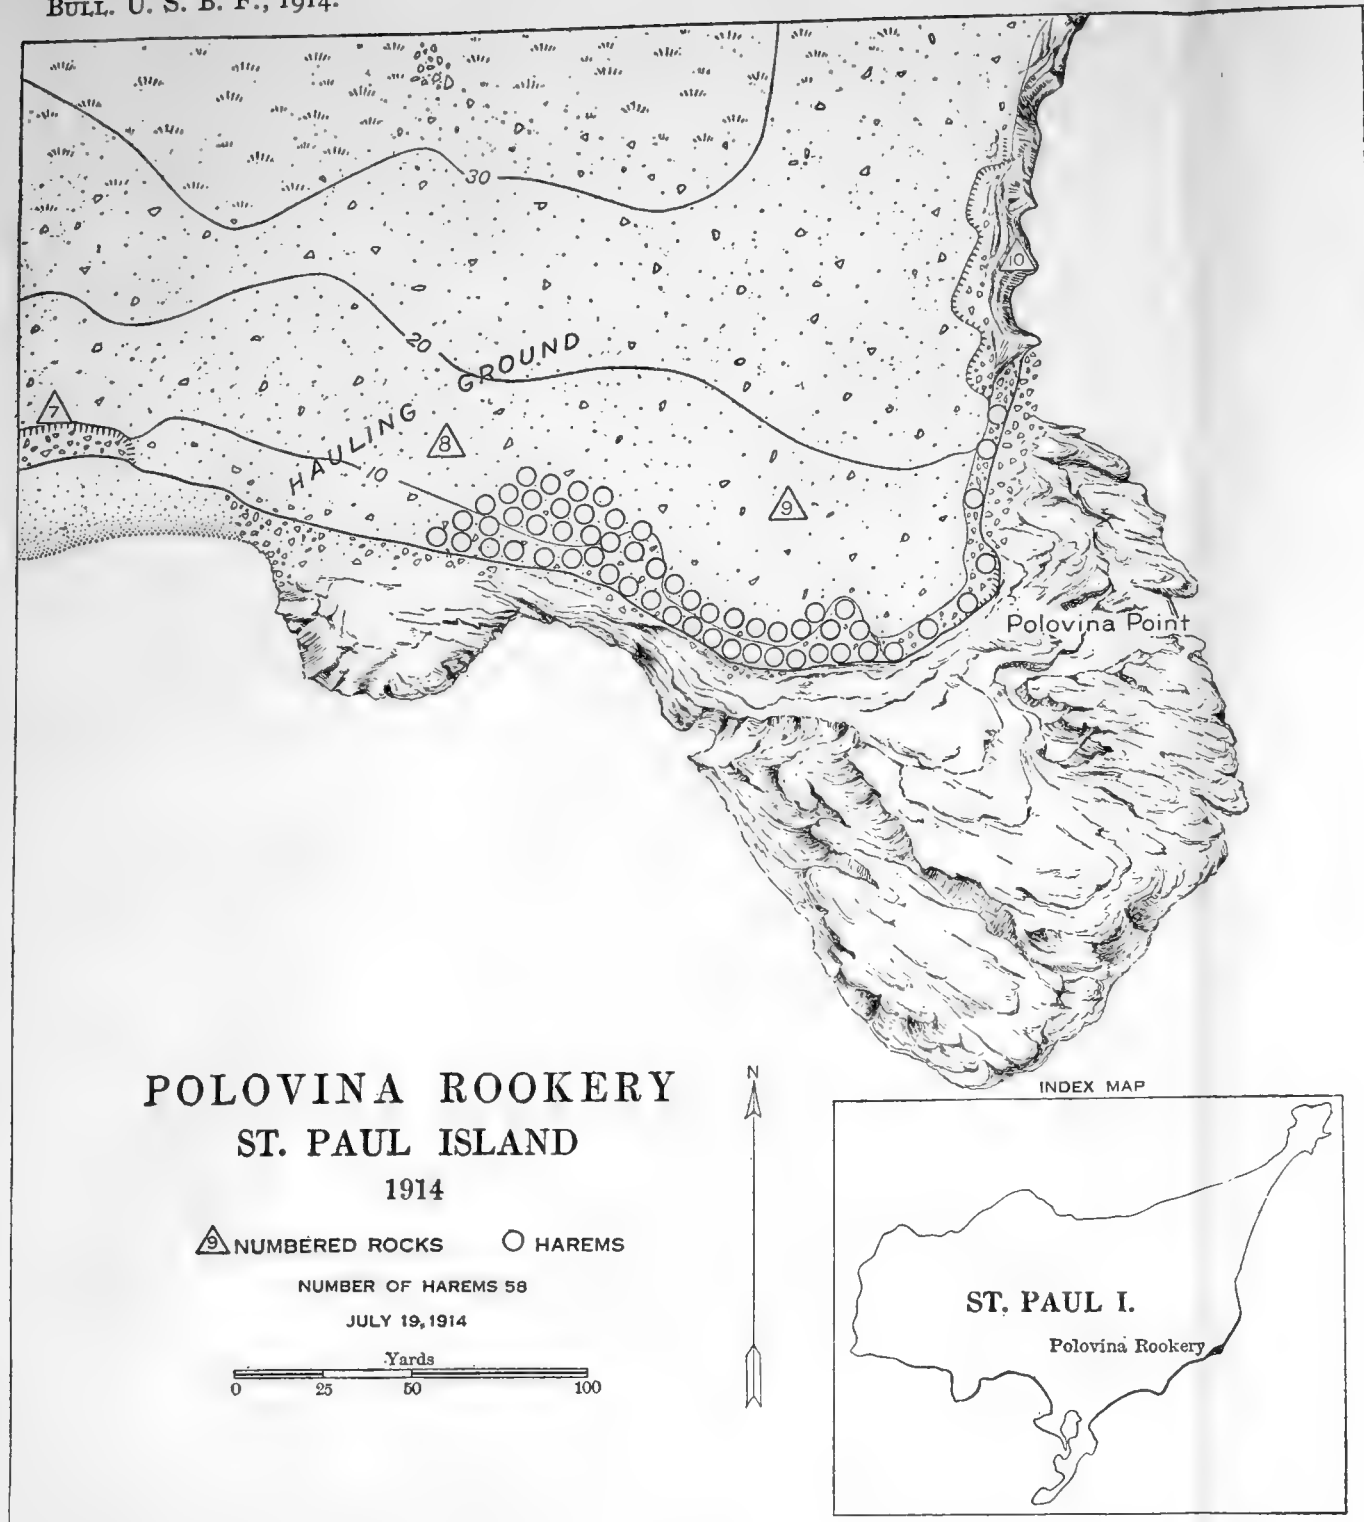 BULL. U. S. B. F., 1914.
30
10
20
HAULING GROUND
7
8
10
9
Polovina Point
POLOVINA ROOKERY
ST. PAUL ISLAND
1914
9 NUMBERED ROCKS HAREMS
NUMBER OF HAREMS 58
JULY 19, 1914
Yards
0 25 50 100
N
INDEX MAP
ST. PAUL I.
Polovina Rookery